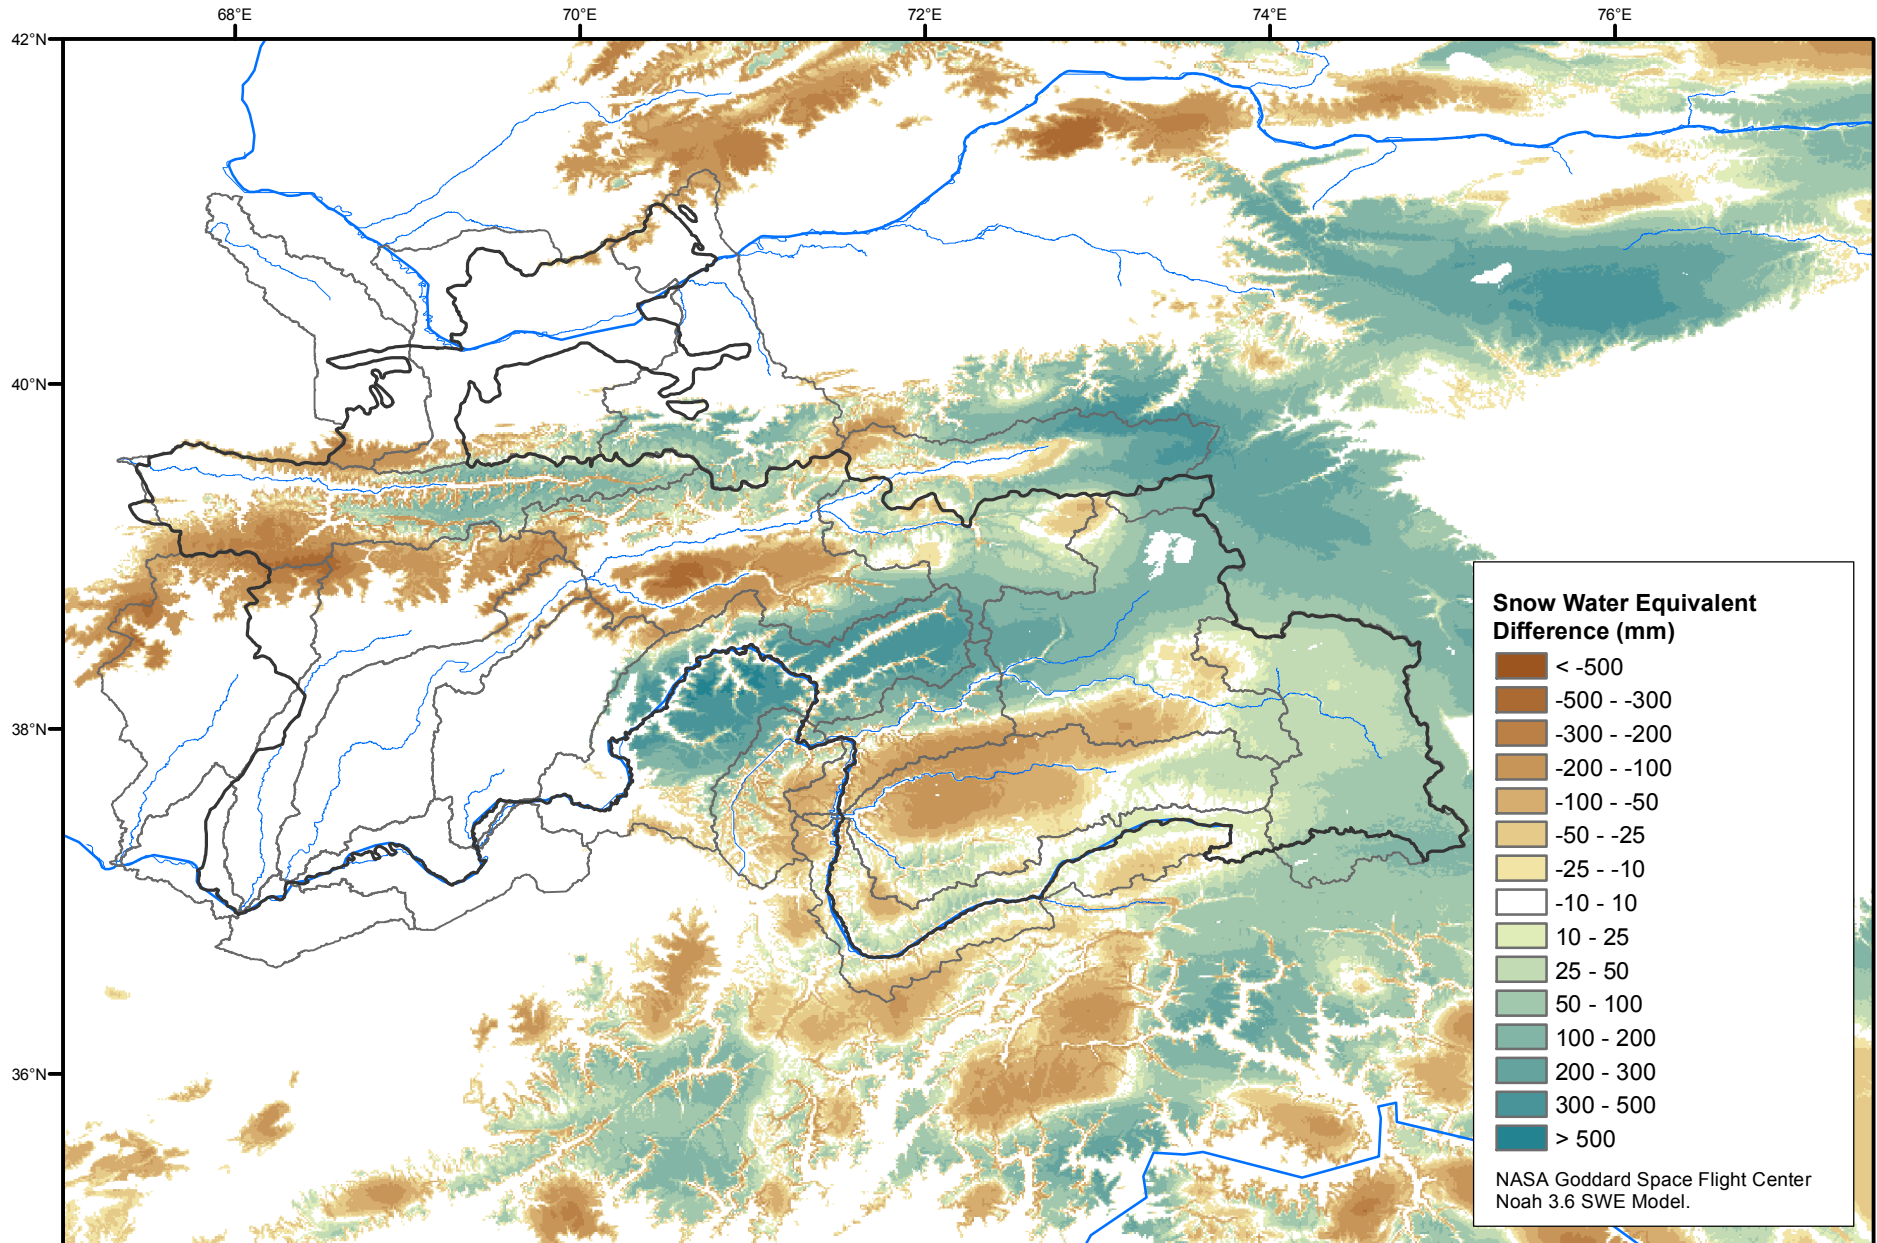 68°E 70°E 72°E 74°E 76°E
42°N
40°N
38°N
36°N
Snow Water Equivalent
Difference (mm)
< -500
-500 - -300
-300 - -200
-200 - -100
-100 - -50
-50 - -25
-25 - -10
-10 - 10
10 - 25
25 - 50
50 - 100
100 - 200
200 - 300
300 - 500
> 500
NASA Goddard Space Flight Center
Noah 3.6 SWE Model.